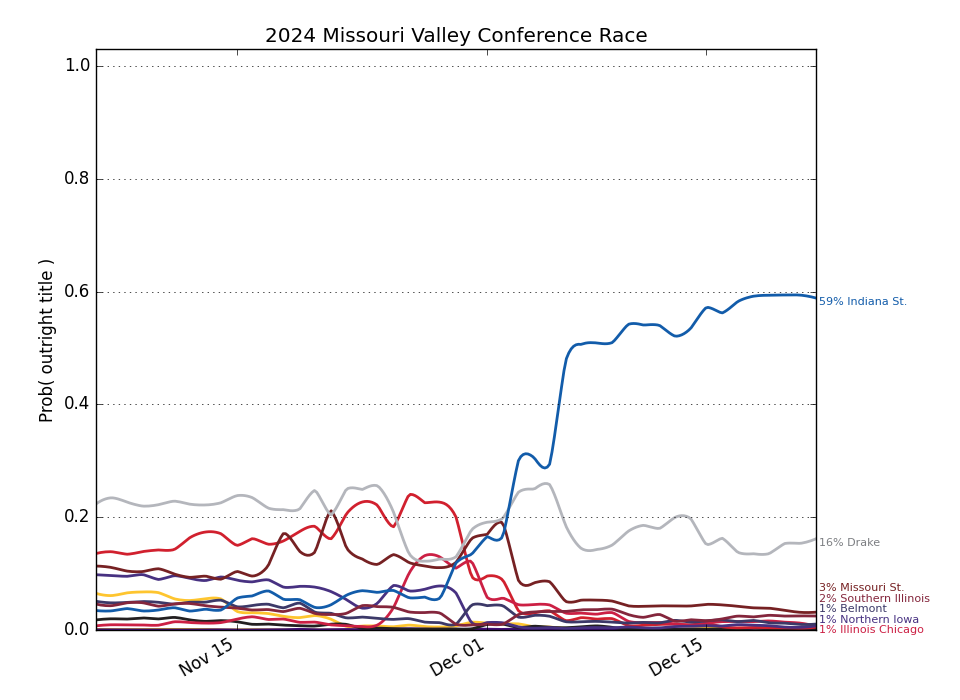 2024 Missouri Valley Conference Race
Prob( outright title )
1.0
0.8
0.6
0.4
0.2
0.0
Nov 15
Dec 01
Dec 15
59% Indiana St.
16% Drake
3% Missouri St.
2% Southern Illinois
1% Belmont
1% Northern Iowa
1% Illinois Chicago